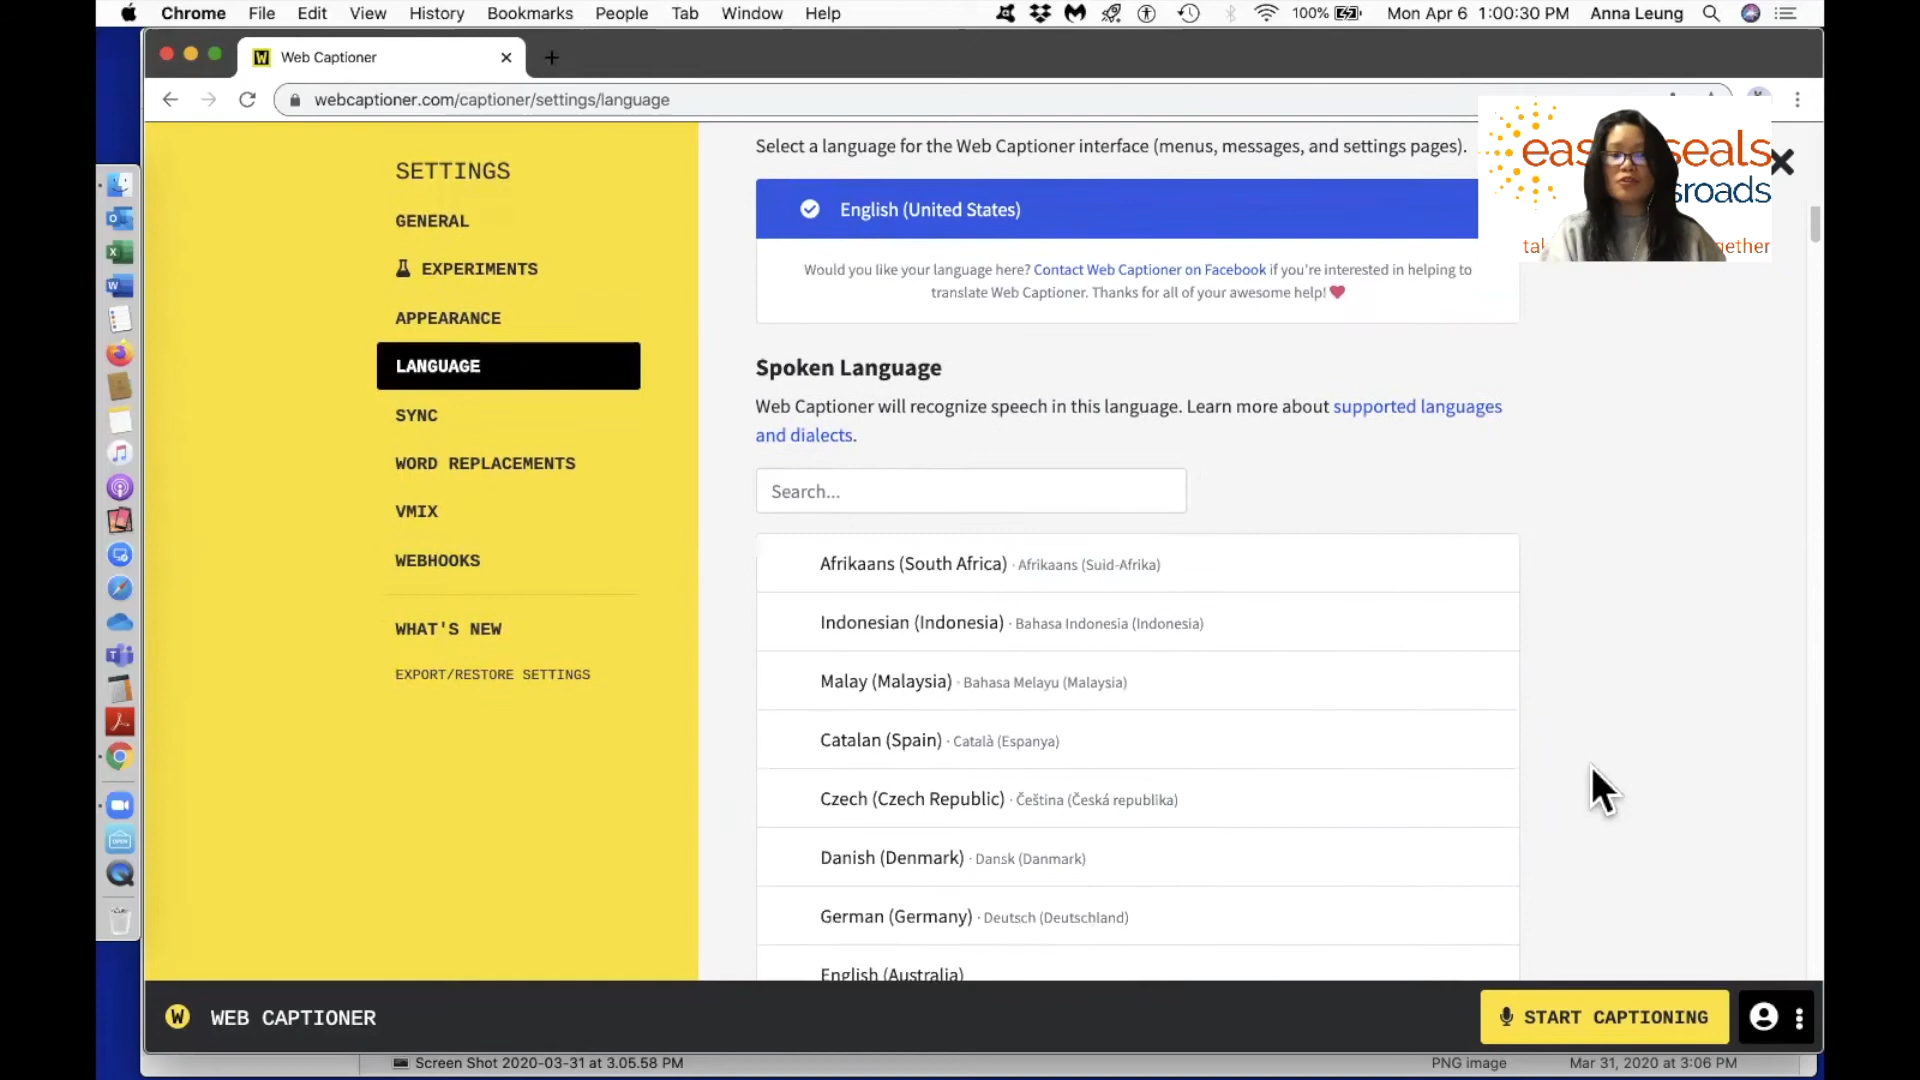 Chrome File Edit View History Bookmarks People Tab Window Help 100% Mon Apr 6 1:00:30 PM Anna Leung
Web Captioner
webcaptioner.com/captioner/settings/language
SETTINGS
GENERAL
EXPERIMENTS
APPEARANCE
LANGUAGE
SYNC
WORD REPLACEMENTS
VMIX
WEBHOOKS
WHAT'S NEW
EXPORT/RESTORE SETTINGS
Select a language for the Web Captioner interface (menus, messages, and settings pages).
English (United States)
Would you like your language here? Contact Web Captioner on Facebook if you're interested in helping to
translate Web Captioner. Thanks for all of your awesome help!
Spoken Language
Web Captioner will recognize speech in this language. Learn more about supported languages
and dialects.
Search...
Afrikaans (South Africa) · Afrikaans (Suid-Afrika)
Indonesian (Indonesia) · Bahasa Indonesia (Indonesia)
Malay (Malaysia) · Bahasa Melayu (Malaysia)
Catalan (Spain) · Català (Espanya)
Czech (Czech Republic) · Čeština (Česká republika)
Danish (Denmark) · Dansk (Danmark)
German (Germany) · Deutsch (Deutschland)
English (Australia)
WEB CAPTIONER
START CAPTIONING
Screen Shot 2020-03-31 at 3.05.58 PM PNG image Mar 31, 2020 at 3:06 PM